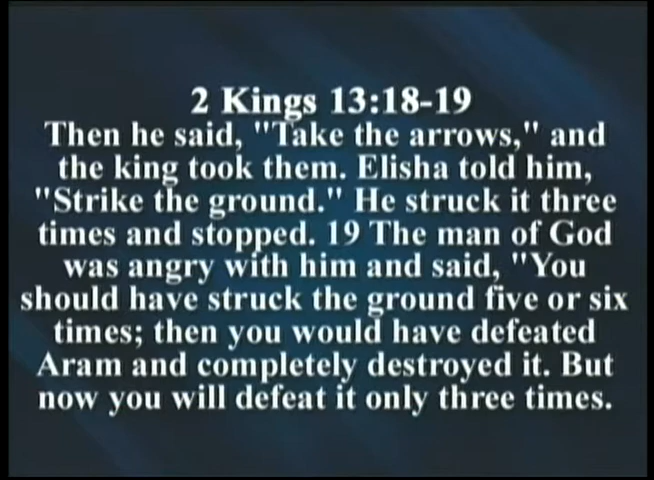 2 Kings 13:18-19
Then he said, "Take the arrows," and
the king took them. Elisha told him,
"Strike the ground." He struck it three
times and stopped. 19 The man of God
was angry with him and said, "You
should have struck the ground five or six
times; then you would have defeated
Aram and completely destroyed it. But
now you will defeat it only three times.